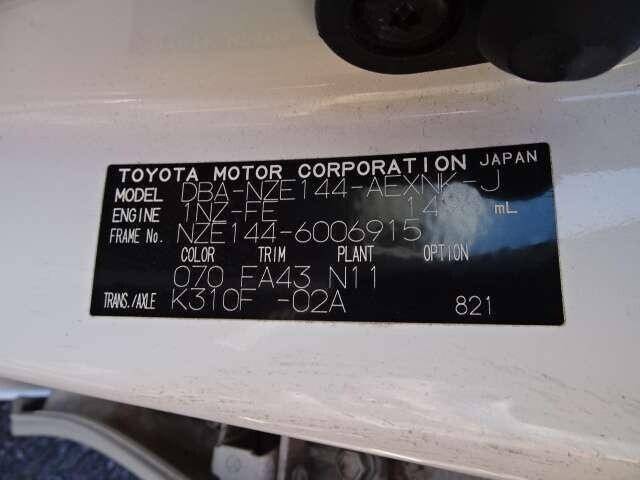 TOYOTA MOTOR CORPORATION JAPAN
MODEL DBA-NZE144-AEXNK-J
ENGINE 1NZ-FE mL
FRAME No. NZE144-6006915
COLOR TRIM PLANT OPTION
070 FA43 N11
TRANS./AXLE K310F -02A 821